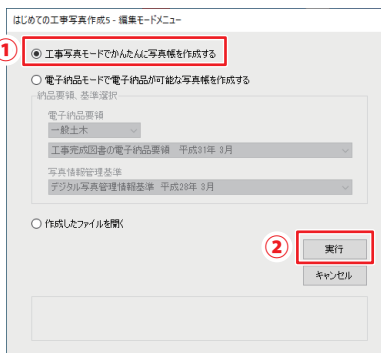 はじめての工事写真作成5 - 編集モードメニュー
①
工事写真モードでかんたんに写真帳を作成する
電子納品モードで電子納品が可能な写真帳を作成する
納品要領、基準選択
電子納品要領
一般土木
工事完成図書の電子納品要領 平成31年 3月
写真情報管理基準
デジタル写真管理情報基準 平成28年 3月
作成したファイルを開く
②
実行
キャンセル